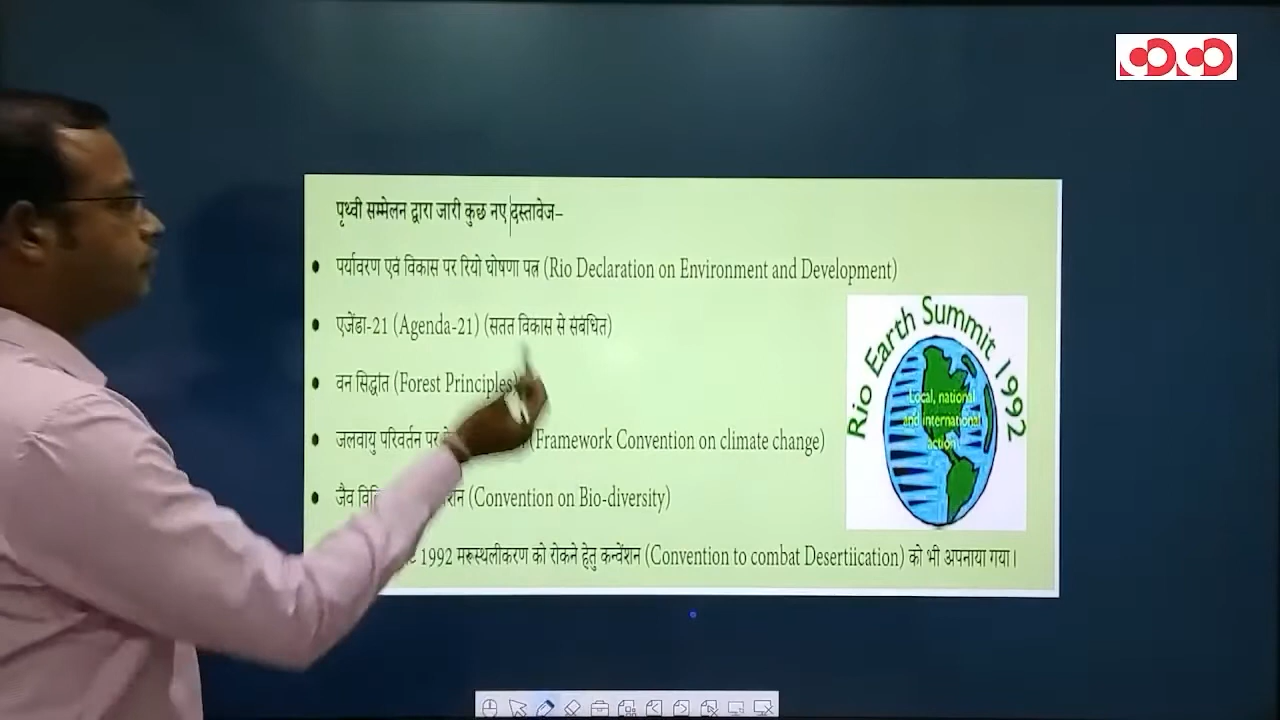 पृथ्वी सम्मेलन द्वारा जारी कुछ नए दस्तावेज–
पर्यावरण एवं विकास पर रियो घोषणा पत्र (Rio Declaration on Environment and Development)
एजेंडा-21 (Agenda-21) (सतत विकास से संबंधित)
वन सिद्धांत (Forest Principles)
जलवायु परिवर्तन पर (Framework Convention on climate change)
जैव (Convention on Bio-diversity)
1992 मरूस्थलीकरण को रोकने हेतु कन्वेंशन (Convention to combat Desertiication) को भी अपनाया गया।
Rio Earth Summit 1992
Local, national
and international
action